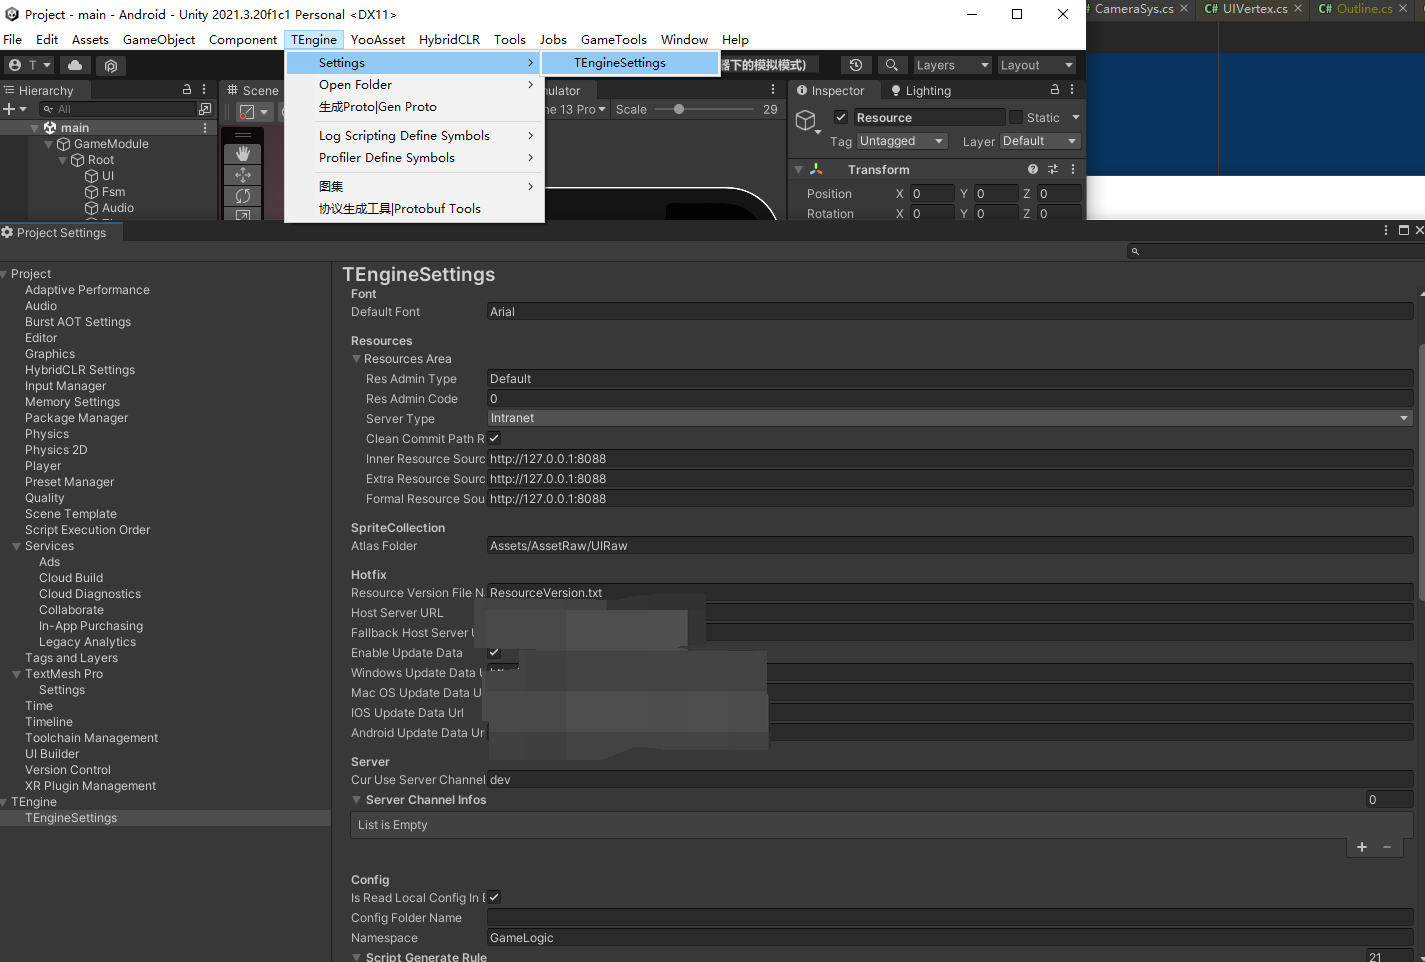 Project - main - Android - Unity 2021.3.20f1c1 Personal <DX11>
CameraSys.cs
C# UIVertex.cs
C# Outline.cs
File Edit Assets GameObject Component TEngine YooAsset HybridCLR Tools Jobs GameTools Window Help
T
Settings
TEngineSettings
器下的模拟模式)
Layers
Layout
Hierarchy
Scene
Open Folder
Inspector
Lighting
All
生成Proto|Gen Proto
13 Pro
Scale
29
Resource
Static
main
GameModule
Log Scripting Define Symbols
Tag Untagged
Layer Default
Root
Profiler Define Symbols
Transform
UI
图集
Fsm
Position X 0 Y 0 Z 0
Audio
协议生成工具|Protobuf Tools
Rotation X 0 Y 0 Z 0
Project Settings
Project
Adaptive Performance
Audio
Burst AOT Settings
Editor
Graphics
HybridCLR Settings
Input Manager
Memory Settings
Package Manager
Physics
Physics 2D
Player
Preset Manager
Quality
Scene Template
Script Execution Order
Services
Ads
Cloud Build
Cloud Diagnostics
Collaborate
In-App Purchasing
Legacy Analytics
Tags and Layers
TextMesh Pro
Settings
Time
Timeline
Toolchain Management
UI Builder
Version Control
XR Plugin Management
TEngine
TEngineSettings
TEngineSettings
Font
Default Font Arial
Resources
Resources Area
Res Admin Type Default
Res Admin Code 0
Server Type Intranet
Clean Commit Path R
Inner Resource Sourc http://127.0.0.1:8088
Extra Resource Sourc http://127.0.0.1:8088
Formal Resource Sou http://127.0.0.1:8088
SpriteCollection
Atlas Folder Assets/AssetRaw/UIRaw
Hotfix
Resource Version File N ResourceVersion.txt
Host Server URL
Fallback Host Server U
Enable Update Data
Windows Update Data U
Mac OS Update Data U
IOS Update Data Url
Android Update Data Ur
Server
Cur Use Server Channel dev
Server Channel Infos 0
List is Empty
Config
Is Read Local Config In E
Config Folder Name
Namespace GameLogic
Script Generate Rule 21